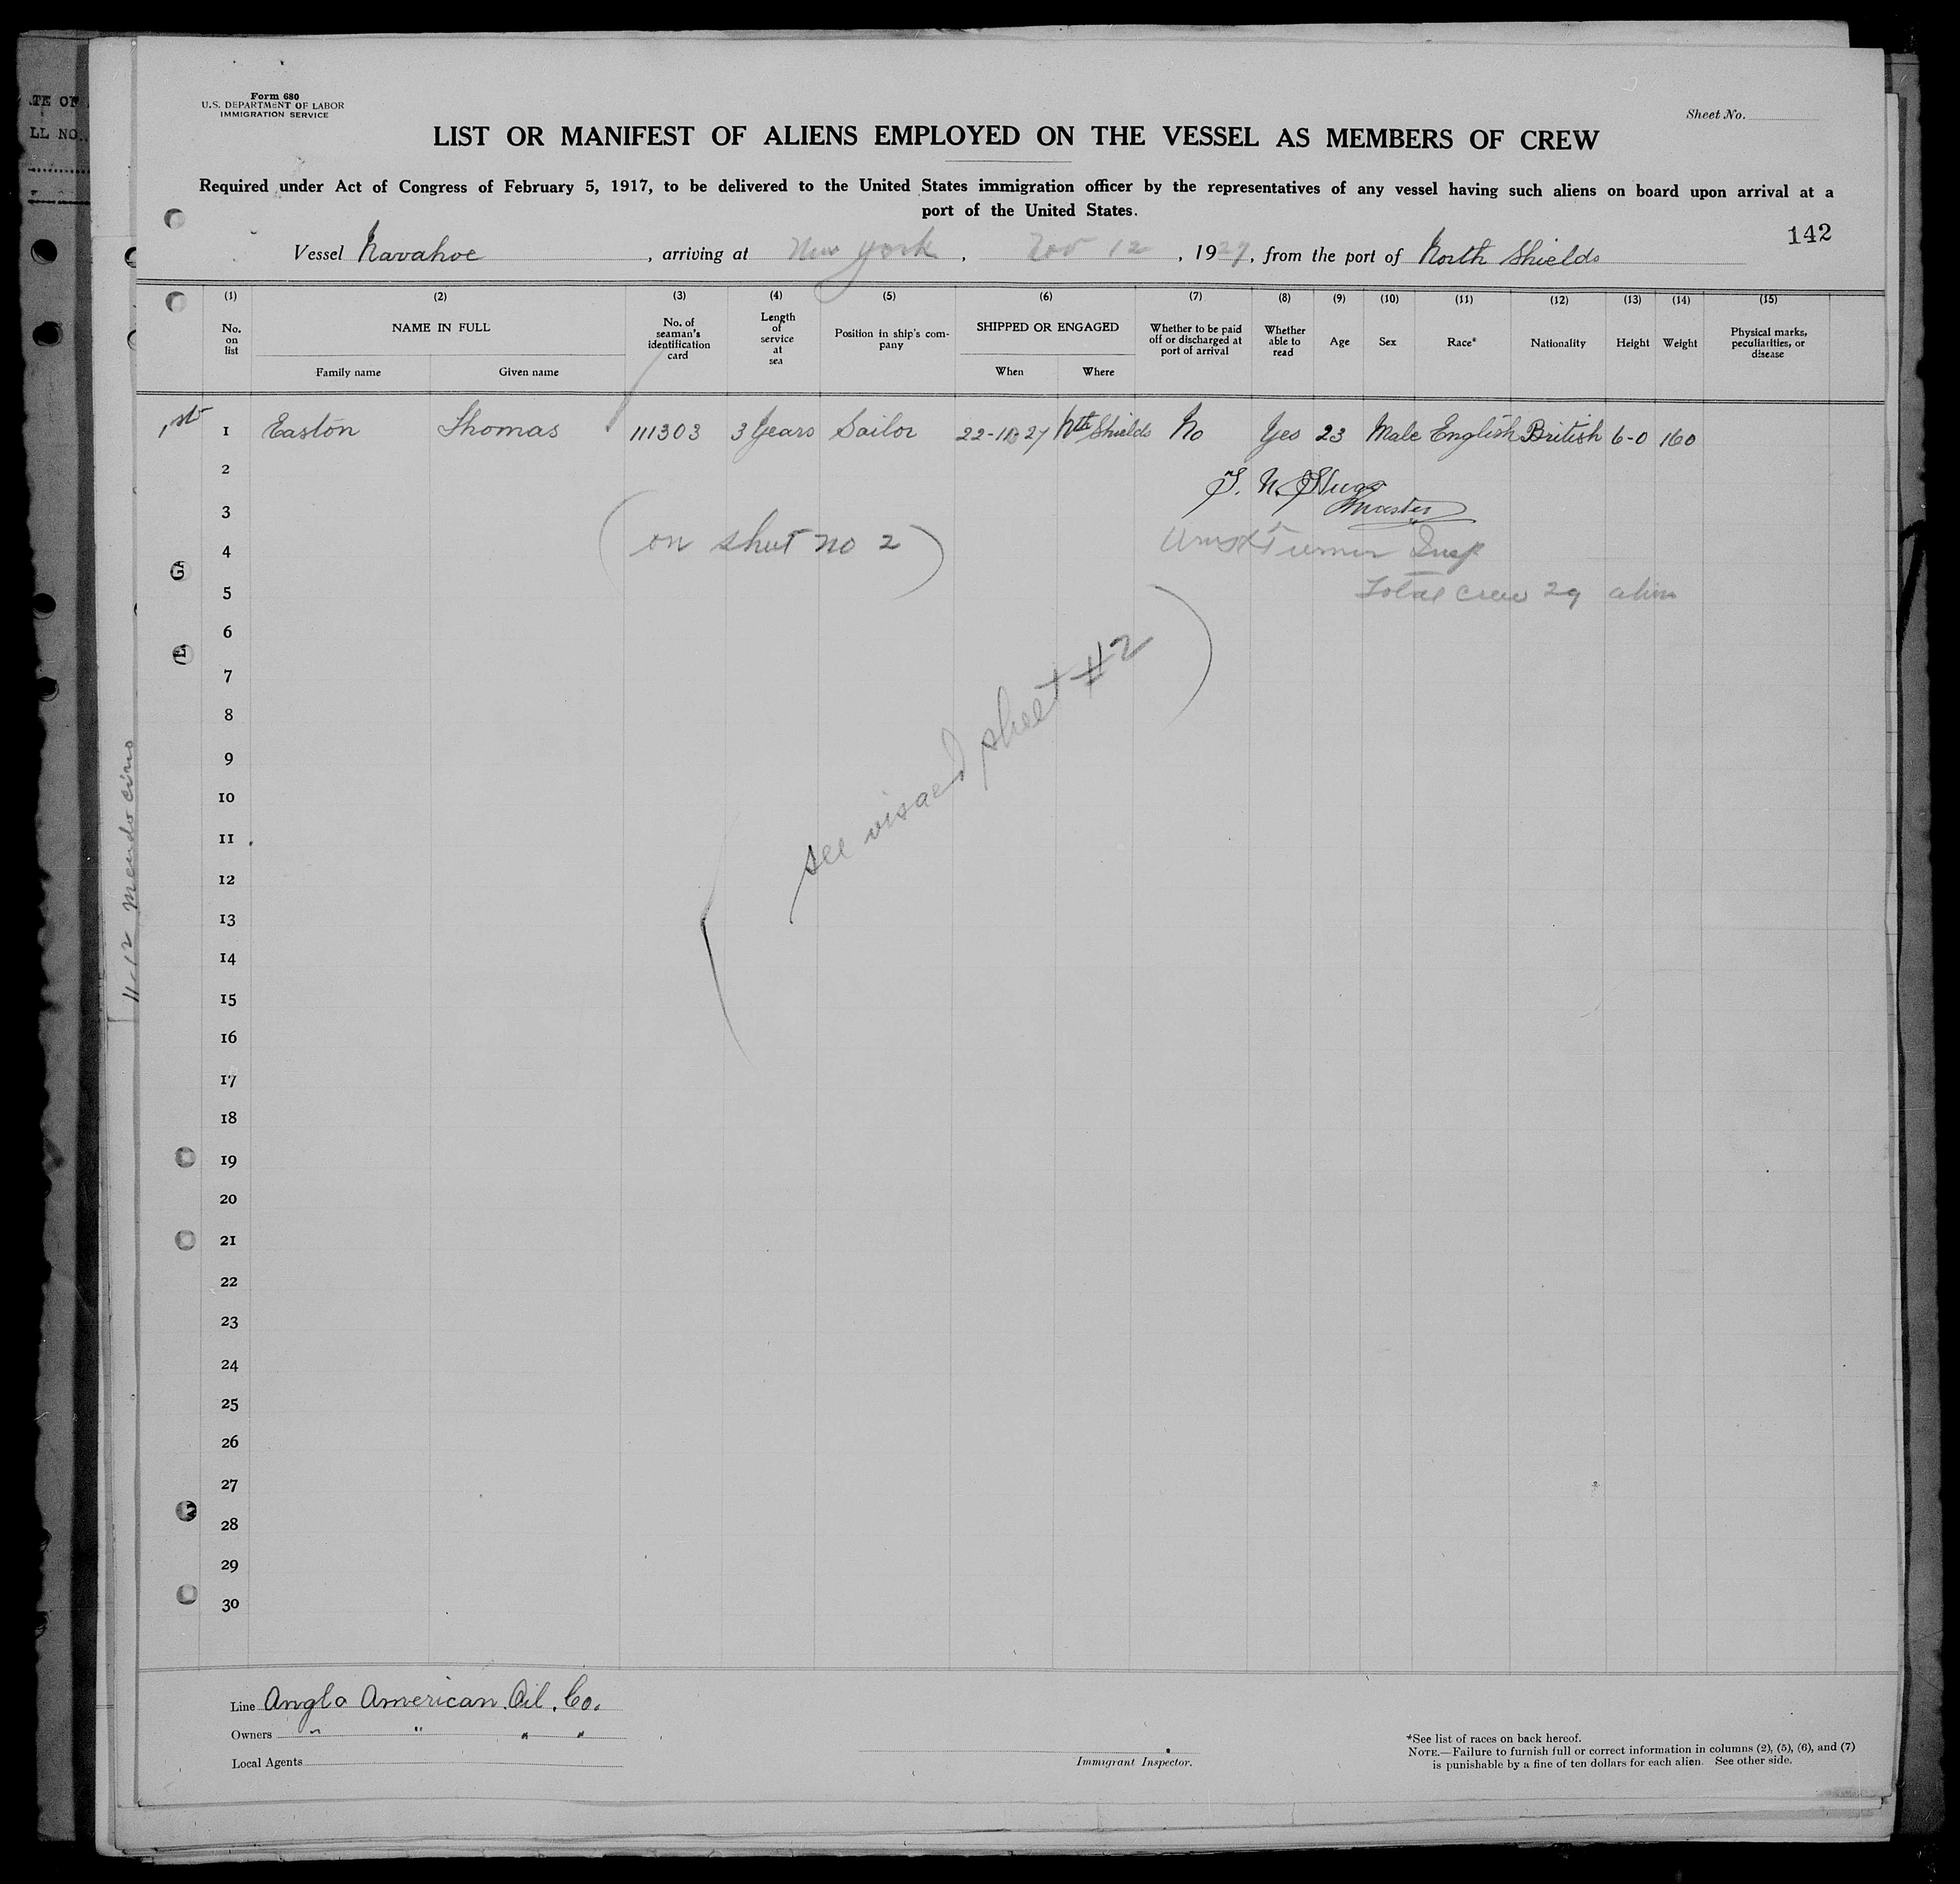 TE OF
LL NO.
Form 680
U.S. DEPARTMENT OF LABOR
IMMIGRATION SERVICE
Sheet No.
LIST OR MANIFEST OF ALIENS EMPLOYED ON THE VESSEL AS MEMBERS OF CREW
Required under Act of Congress of February 5, 1917, to be delivered to the United States immigration officer by the representatives of any vessel having such aliens on board upon arrival at a
port of the United States.
142
Vessel Navahoe, arriving at New York, Nov 12, 1927, from the port of North Shields
(1) (2) (3) (4) (5) (6) (7) (8) (9) (10) (11) (12) (13) (14) (15)
No. on list
NAME IN FULL
Family name
Given name
No. of seaman's identification card
Length of service at sea
Position in ship's company
SHIPPED OR ENGAGED
When
Where
Whether to be paid off or discharged at port of arrival
Whether able to read
Age
Sex
Race*
Nationality
Height
Weight
Physical marks, peculiarities, or disease
1st 1 Easton Thomas 111303 3 Years Sailor 22-10-27 Nth Shields No Yes 23 Male English British 6-0 160
2
3 Master
4 (on sheet no 2) Turner Insp
5 Total crew 29 alien
6
7
8
9
10
11
12
13
14
15
16
17
18
19
20
21
22
23
24
25
26
27
28
29
30
(see visaed sheet #2)
11-12 Mendocino
Line Anglo American Oil. Co.
Owners " " " "
Local Agents
Immigrant Inspector.
*See list of races on back hereof.
NOTE.—Failure to furnish full or correct information in columns (2), (5), (6), and (7)
is punishable by a fine of ten dollars for each alien. See other side.